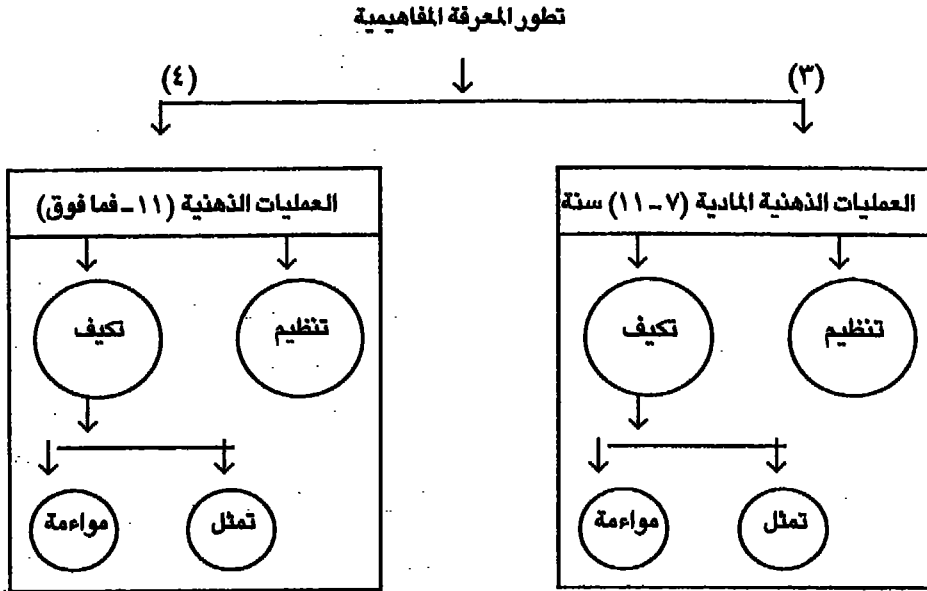 تطور المعرفة المفاهيمية
(٣) (٤)
العمليات الذهنية المادية (٧ - ١١) سنة
تنظيم تكيف
تمثل مواءمة
العمليات الذهنية (١١ - فما فوق)
تنظيم تكيف
تمثل مواءمة